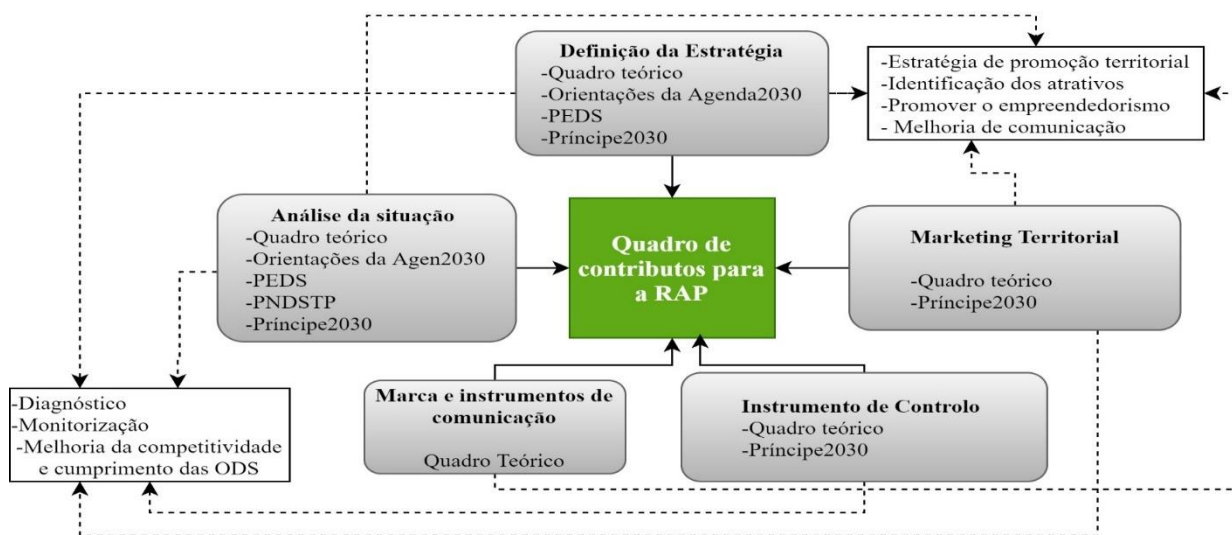 Definição da Estratégia
-Quadro teórico
-Orientações da Agenda2030
-PEDS
-Príncipe2030
-Estratégia de promoção territorial
-Identificação dos atrativos
-Promover o empreendedorismo
- Melhoria de comunicação
Análise da situação
-Quadro teórico
-Orientações da Agen2030
-PEDS
-PNDSTP
-Príncipe2030
Quadro de
contributos para
a RAP
Marketing Territorial
-Quadro teórico
-Príncipe2030
-Diagnóstico
-Monitorização
-Melhoria da competitividade
e cumprimento das ODS
Marca e instrumentos de
comunicação
Quadro Teórico
Instrumento de Controlo
-Quadro teórico
-Príncipe2030